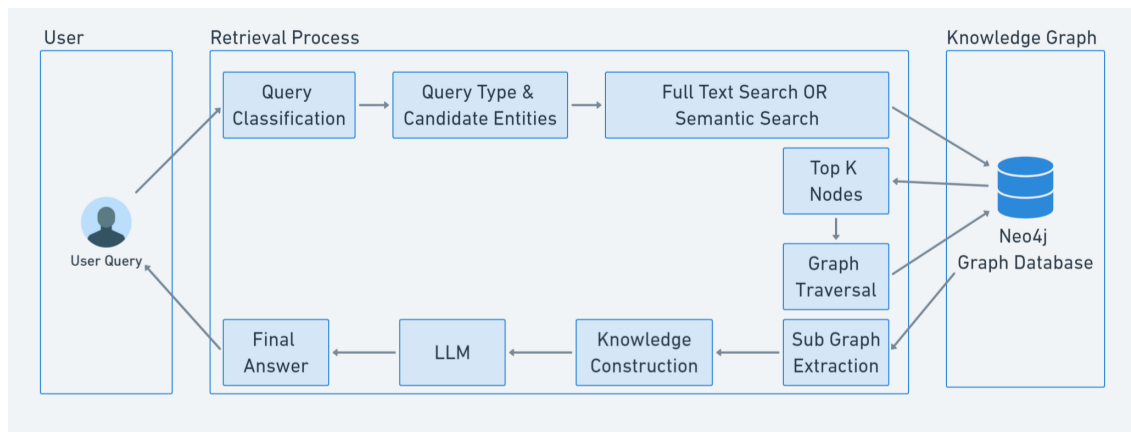 User
Retrieval Process
Knowledge Graph
Query
Classification
Query Type &
Candidate Entities
Full Text Search OR
Semantic Search
Top K
Nodes
Neo4j
Graph Database
User Query
Graph
Traversal
Final
Answer
LLM
Knowledge
Construction
Sub Graph
Extraction